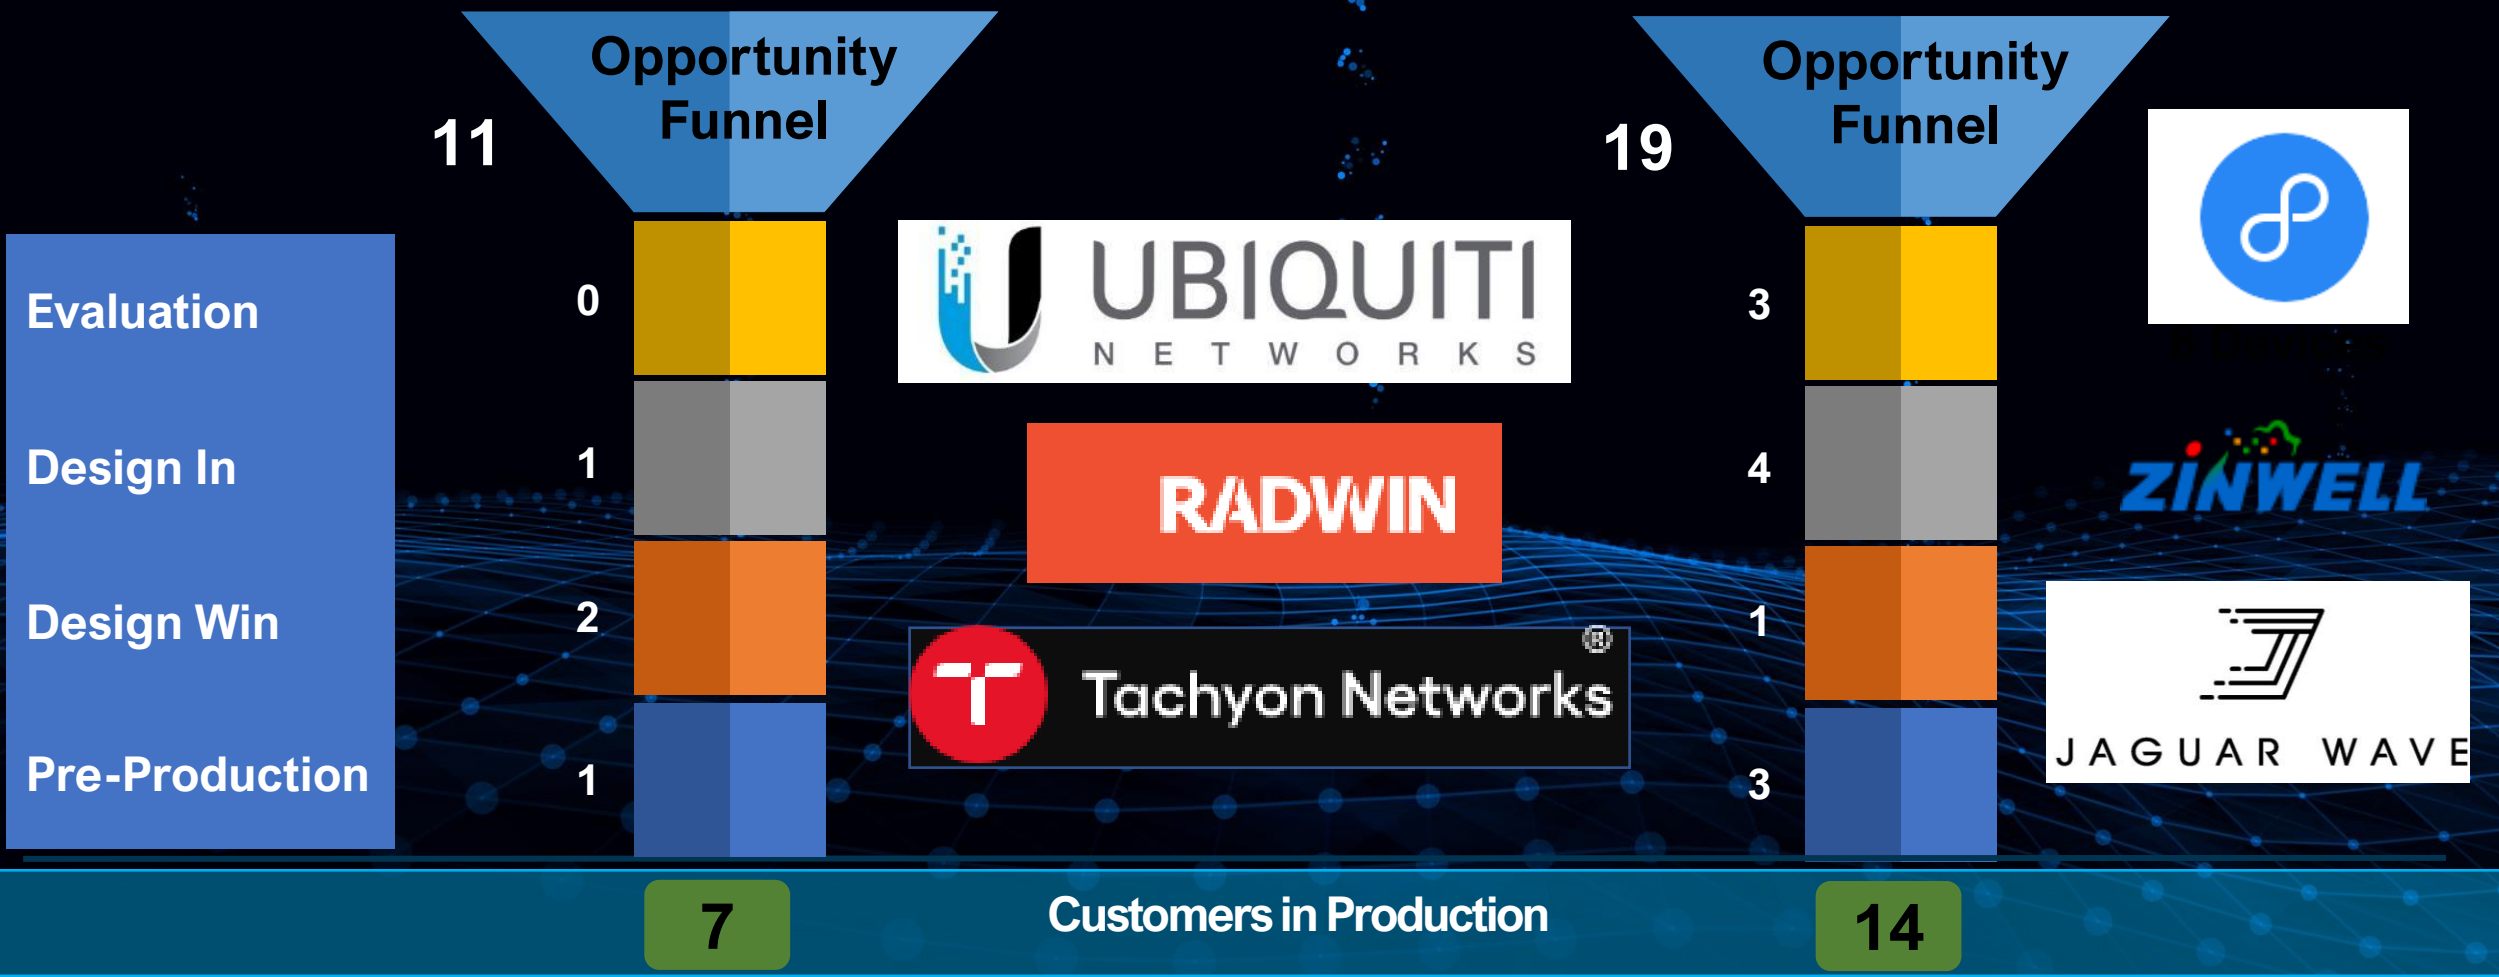 Opportunity
Funnel
11
Evaluation
0
Design In
1
Design Win
2
Pre-Production
1
UBIQUITI
NETWORKS
RADWIN
Tachyon Networks®
Opportunity
Funnel
19
3
4
1
3
ZINWELL
JAGUAR WAVE
7
Customers in Production
14